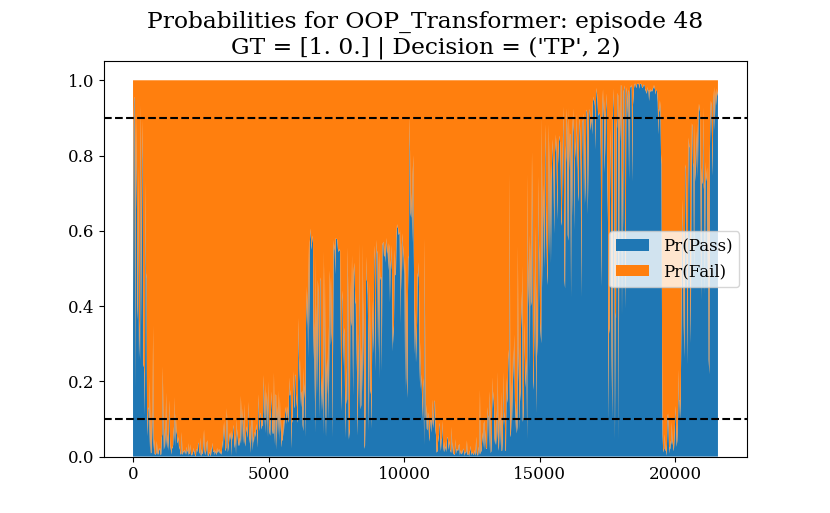 Probabilities for OOP_Transformer: episode 48
GT = [1. 0.] | Decision = ('TP', 2)
1.0
0.8
0.6
0.4
0.2
0.0
Pr(Pass)
Pr(Fail)
0
5000
10000
15000
20000